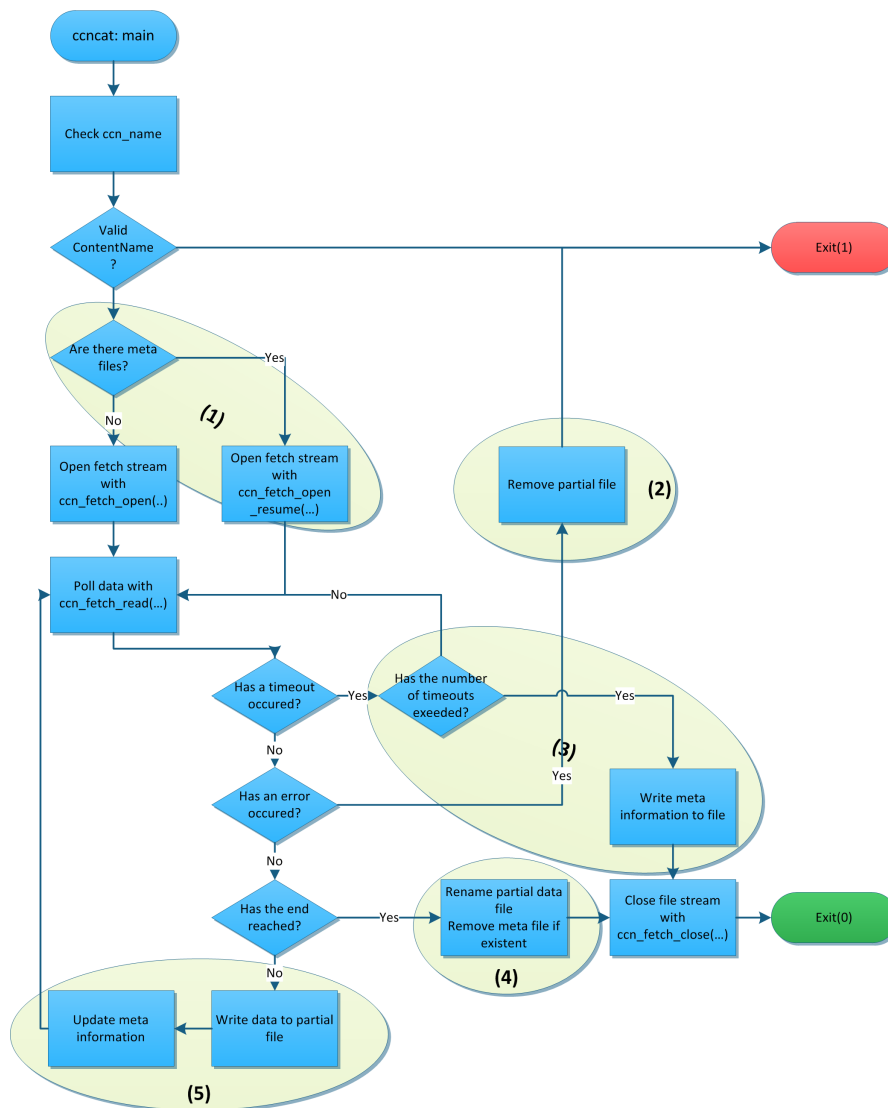 ccncat: main
Check ccn_name
Valid
ContentName
?
Exit(1)
Are there meta
files?
Yes
(1)
No
Open fetch stream
with
ccn_fetch_open(..)
Open fetch stream
with
ccn_fetch_open
_resume(...)
Remove partial file
(2)
Poll data with
ccn_fetch_read(...)
No
Has a timeout
occured?
Yes
Has the number
of timeouts
exeeded?
Yes
(3)
No
Has an error
occured?
Yes
Write meta
information to file
No
Has the end
reached?
Yes
Rename partial data
file
Remove meta file if
existent
(4)
Close file stream
with
ccn_fetch_close(...)
Exit(0)
No
Update meta
information
Write data to partial
file
(5)